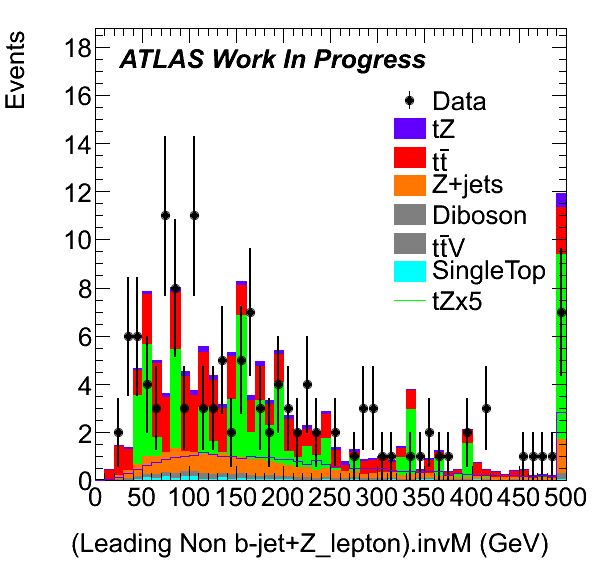 Events
18
16
14
12
10
8
6
4
2
0
ATLAS Work In Progress
Data
tZ
tt̄
Z+jets
Diboson
tt̄V
SingleTop
tZx5
0 50 100 150 200 250 300 350 400 450 500
(Leading Non b-jet+Z_lepton).invM (GeV)